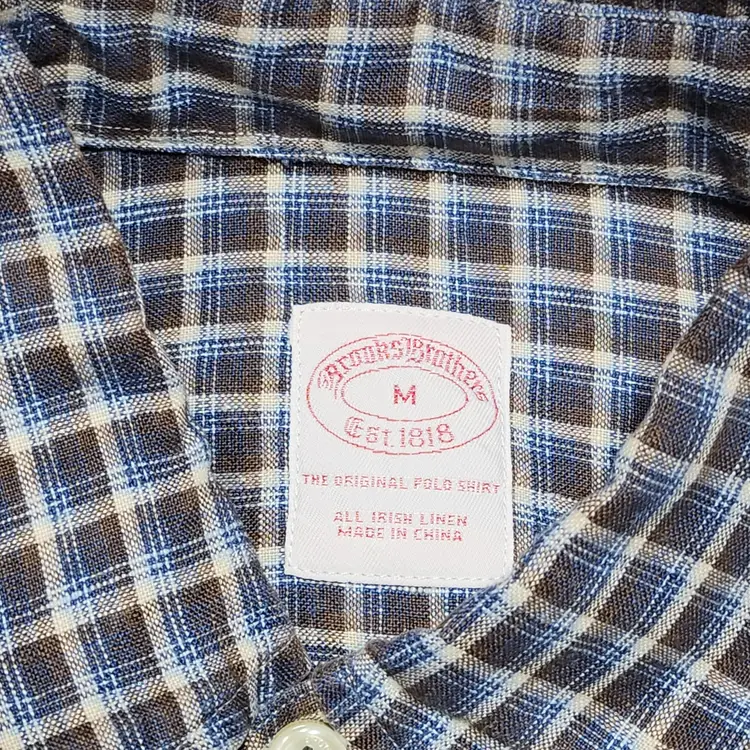 Brooks Brothers
M
Est. 1818
THE ORIGINAL POLO SHIRT
ALL IRISH LINEN
MADE IN CHINA